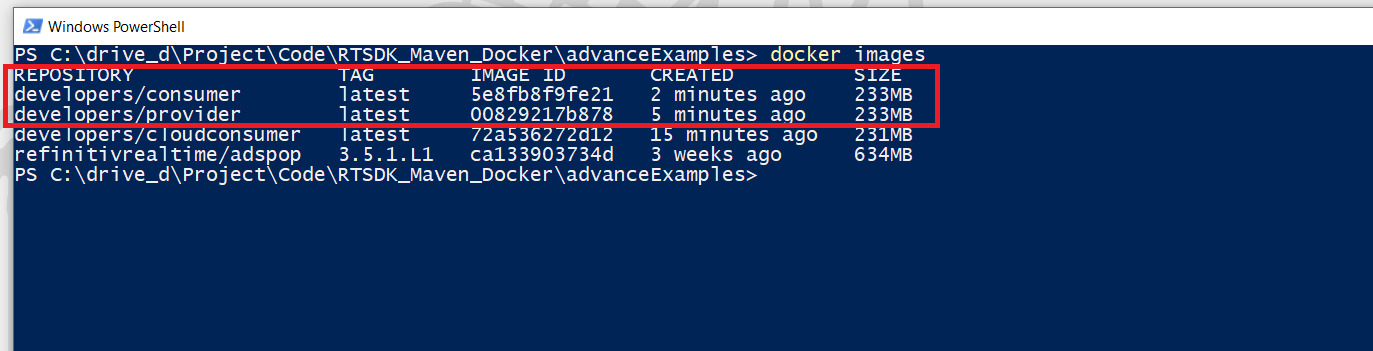 Windows PowerShell
PS C:\drive_d\Project\Code\RTSDK_Maven_Docker\advanceExamples> docker images
REPOSITORY TAG IMAGE ID CREATED SIZE
developers/consumer latest 5e8fb8f9fe21 2 minutes ago 233MB
developers/provider latest 00829217b878 5 minutes ago 233MB
developers/cloudconsumer latest 72a536272d12 15 minutes ago 231MB
refinitivrealtime/adspop 3.5.1.L1 ca133903734d 3 weeks ago 634MB
PS C:\drive_d\Project\Code\RTSDK_Maven_Docker\advanceExamples>